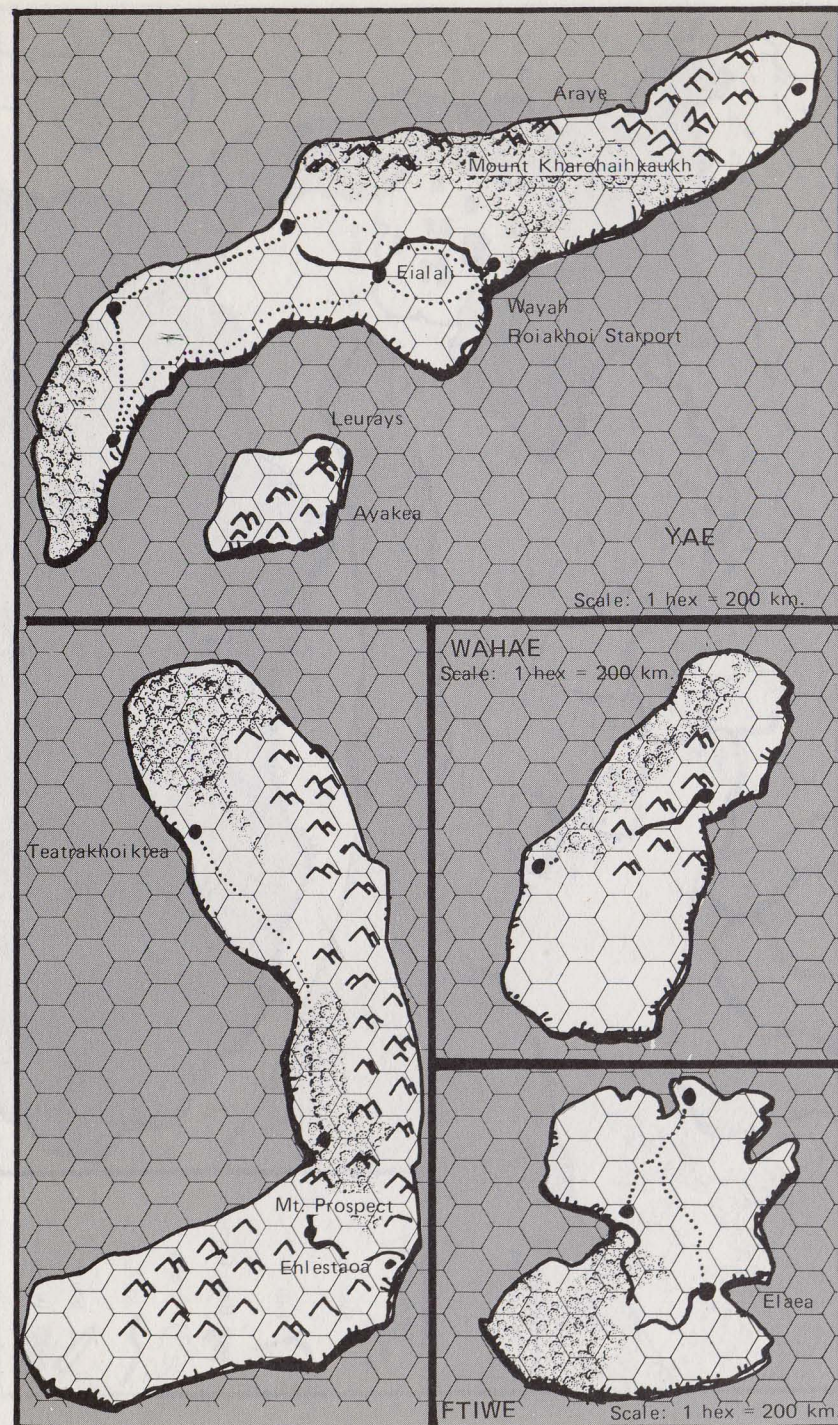 Araye
Mount Kharohaihkaukh
Eialali
Wayah
Roiakhoi Starport
Leurays
Ayakea
YAE
Scale: 1 hex = 200 km.
Teatrakhoiktea
Mt. Prospect
Enlestaoa
WAHAE
Scale: 1 hex = 200 km.
Elaea
FTIWE
Scale: 1 hex = 200 km